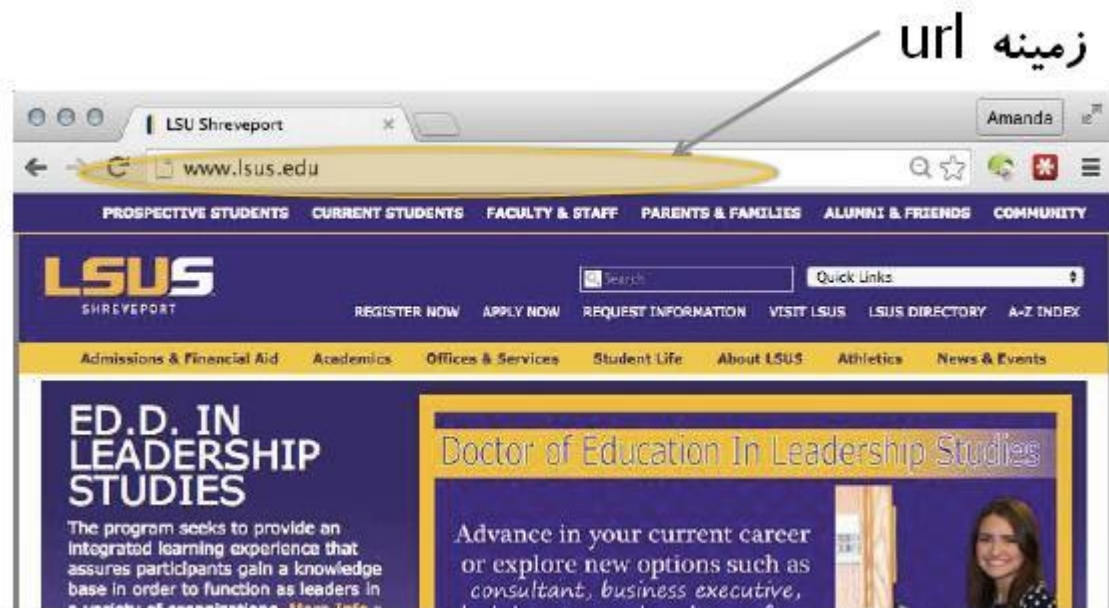 زمینه url
LSU Shreveport
Amanda
www.lsus.edu
PROSPECTIVE STUDENTS CURRENT STUDENTS FACULTY & STAFF PARENTS & FAMILIES ALUMNI & FRIENDS COMMUNITY
LSUS
SHREVEPORT
Search
Quick Links
REGISTER NOW APPLY NOW REQUEST INFORMATION VISIT LSUS LSUS DIRECTORY A-Z INDEX
Admissions & Financial Aid Academics Offices & Services Student Life About LSUS Athletics News & Events
ED.D. IN
LEADERSHIP
STUDIES
The program seeks to provide an
integrated learning experience that
assures participants gain a knowledge
base in order to function as leaders in
Doctor of Education In Leadership Studies
Advance in your current career
or explore new options such as
consultant, business executive,